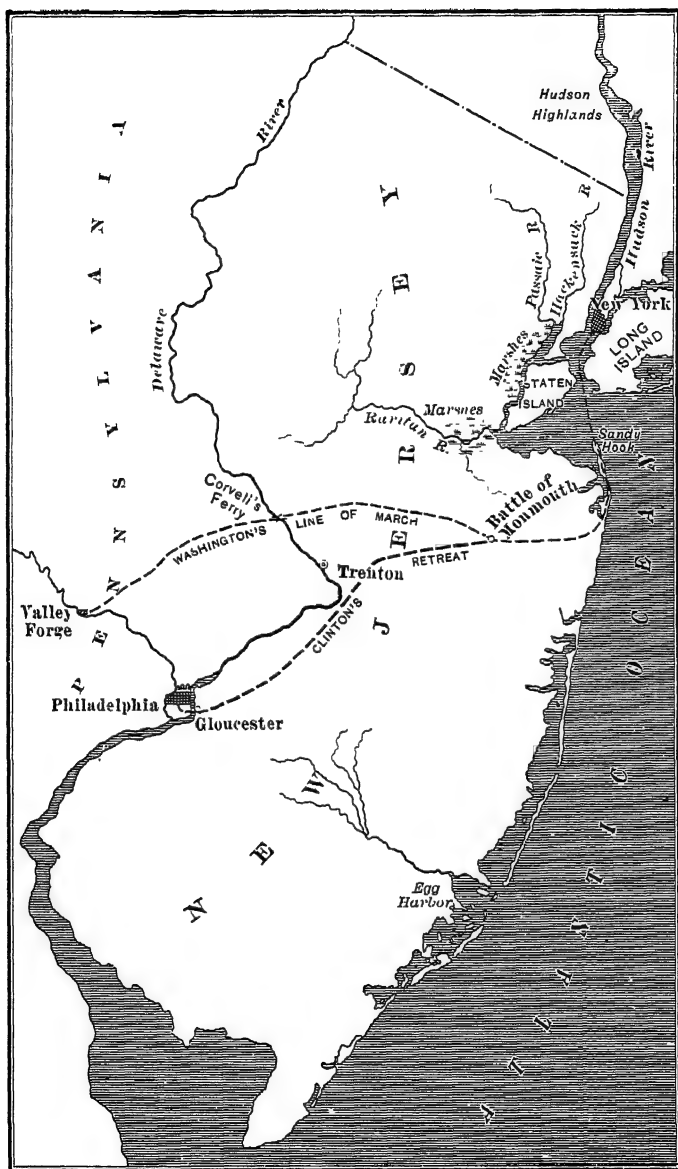 Hudson
Highlands
River
Hudson
River
PENNSYLVANIA
Delaware
Passaic R
Hackensack R
New York
LONG
ISLAND
Marshes
TATEN
ISLAND
Marshes
Raritan R.
Sandy
Hook
Corvell's
Ferry
Battle of
Monmouth
WASHINGTON'S LINE OF MARCH
Trenton
CLINTON'S RETREAT
Valley
Forge
Philadelphia
Gloucester
NEW JERSEY
Egg
Harbor
ATLANTIC OCEAN